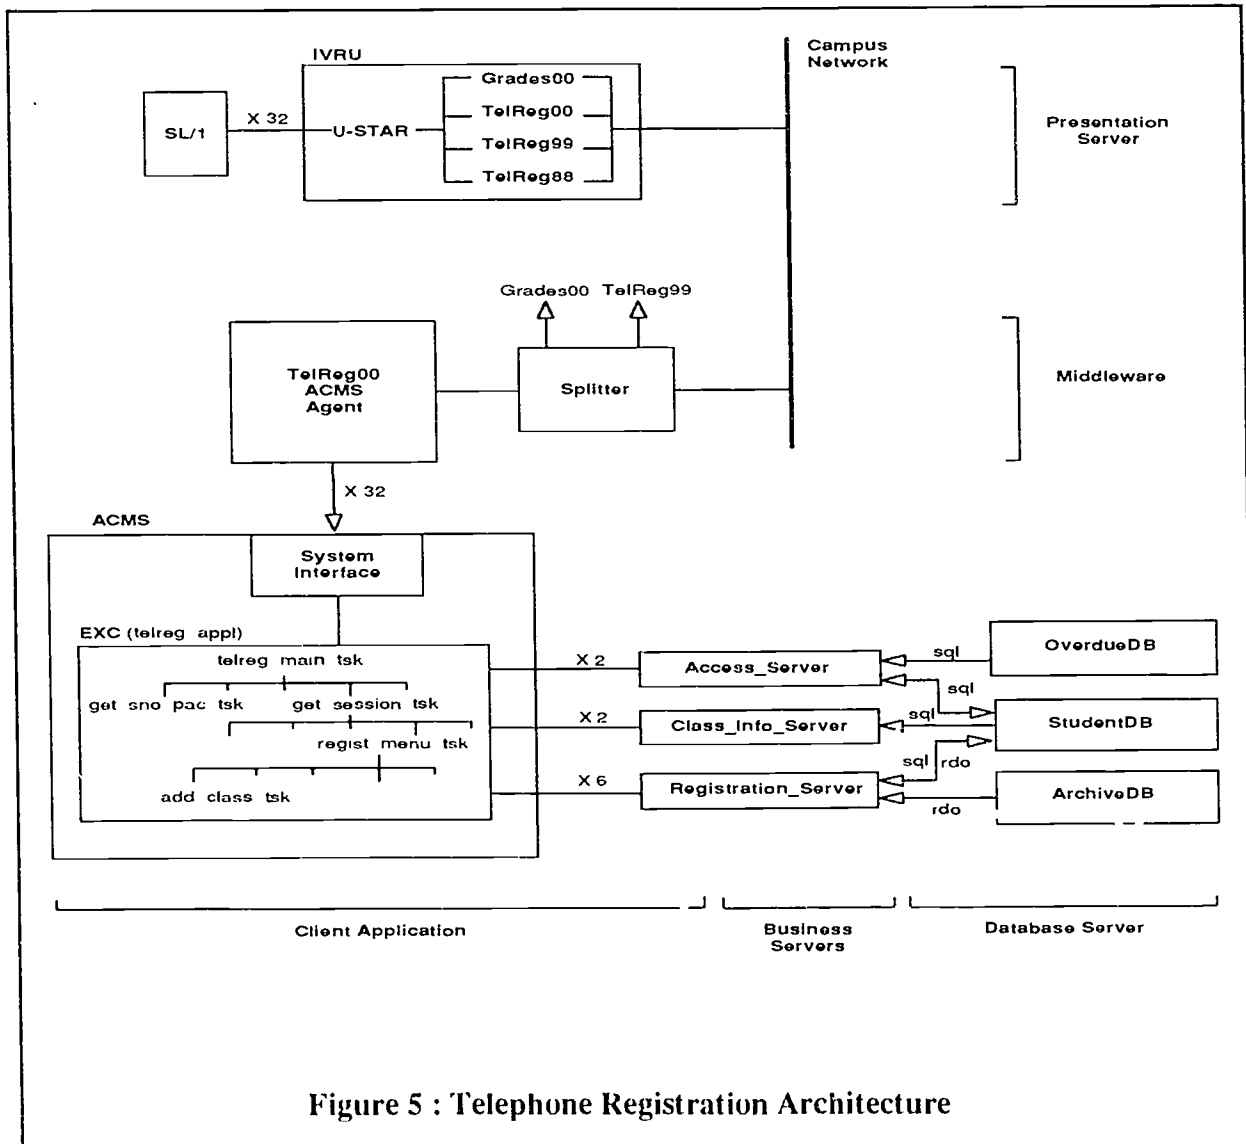 IVRU
Campus
Network
Grades00
SL/1
X 32
U-STAR
TelReg00
TelReg99
TelReg88
Presentation
Server
Grades00 TelReg99
TelReg00
ACMS
Agent
Splitter
Middleware
X 32
ACMS
System
Interface
EXC (telreg appl)
telreg main tsk
get sno pac tsk
get session tsk
regist menu tsk
add class tsk
X 2
Access_Server
sql
OverdueDB
sql
X 2
Class_Info_Server
sql
StudentDB
sql rdo
X 6
Registration_Server
rdo
ArchiveDB
Client Application
Business
Servers
Database Server
Figure 5 : Telephone Registration Architecture